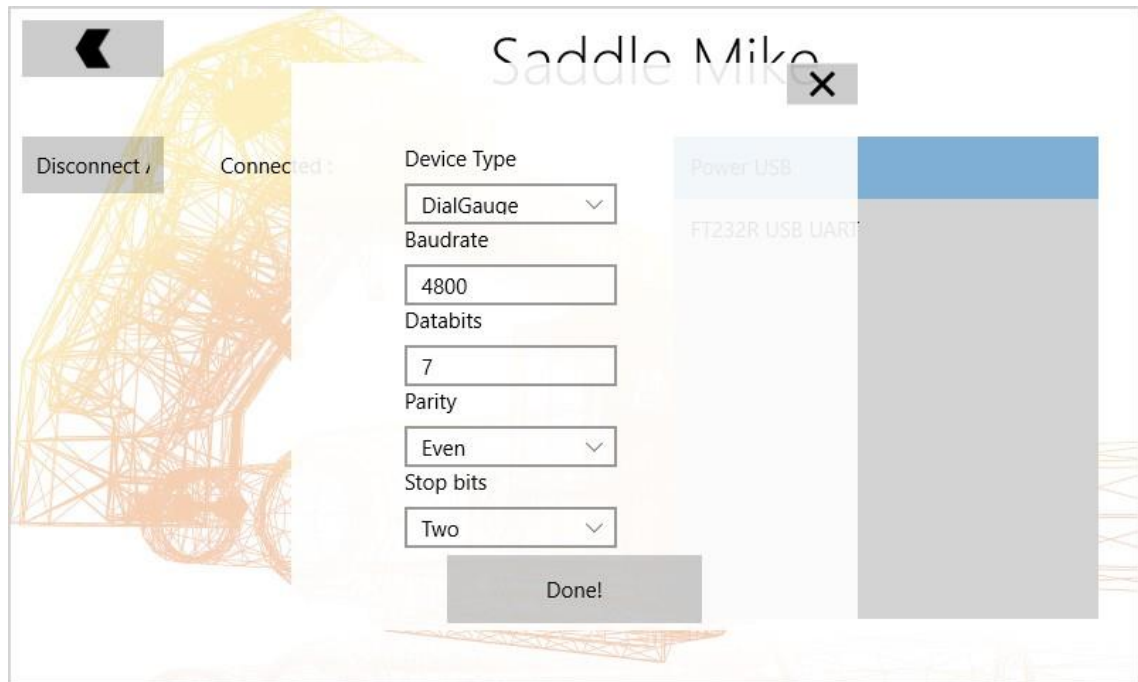 Saddle Mike
Disconnect
Connected :
Device Type
DialGauge
Baudrate
4800
Databits
7
Parity
Even
Stop bits
Two
Done!
Power USB
FT232R USB UART